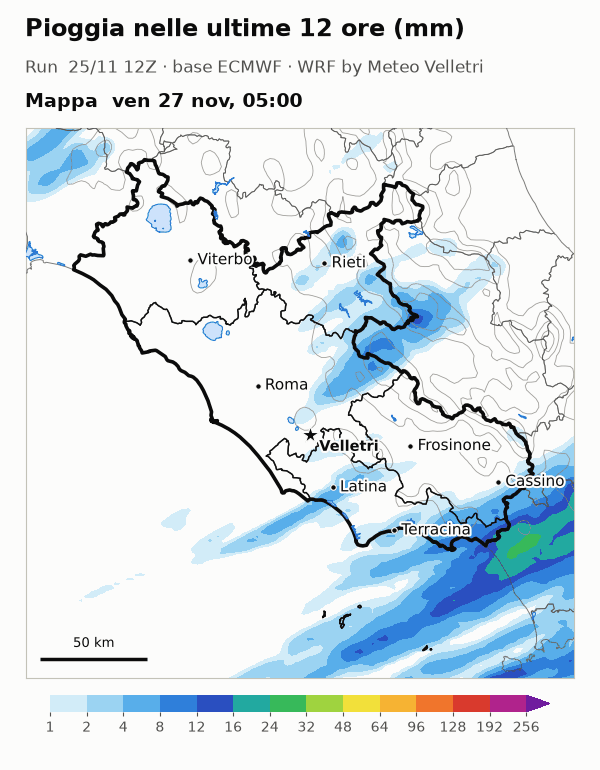 Pioggia nelle ultime 12 ore (mm)
Run  25/11 12Z · base ECMWF · WRF by Meteo Velletri
Mappa  ven 27 nov, 05:00
Viterbo
Rieti
Roma
Velletri
Frosinone
Latina
Cassino
Terracina
50 km
1 2 4 8 12 16 24 32 48 64 96 128 192 256